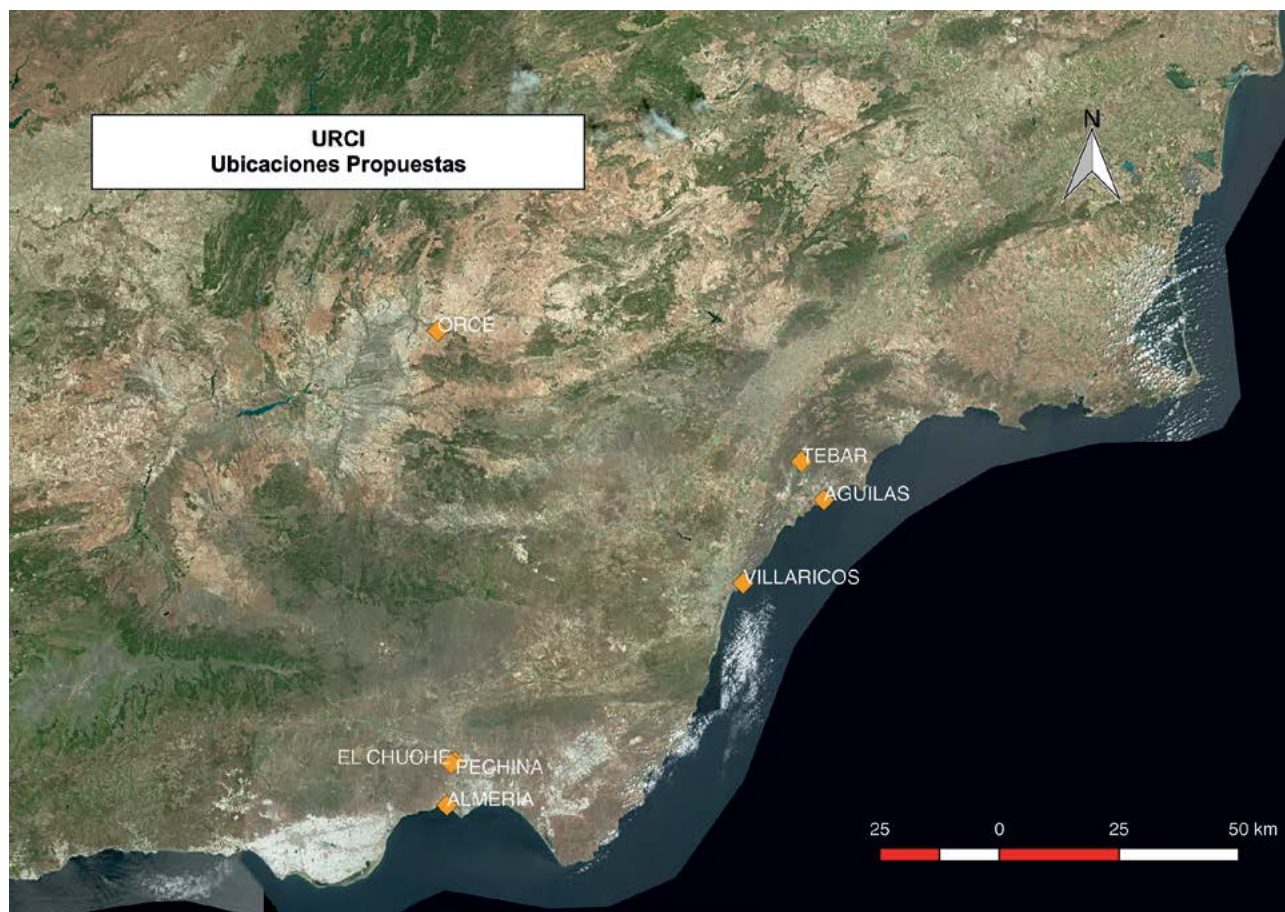 URCI
Ubicaciones Propuestas
N
ORCE
TEBAR
AGUILAS
VILLARICOS
EL CHUCHE
PECHINA
ALMERIA
25 0 25 50 km